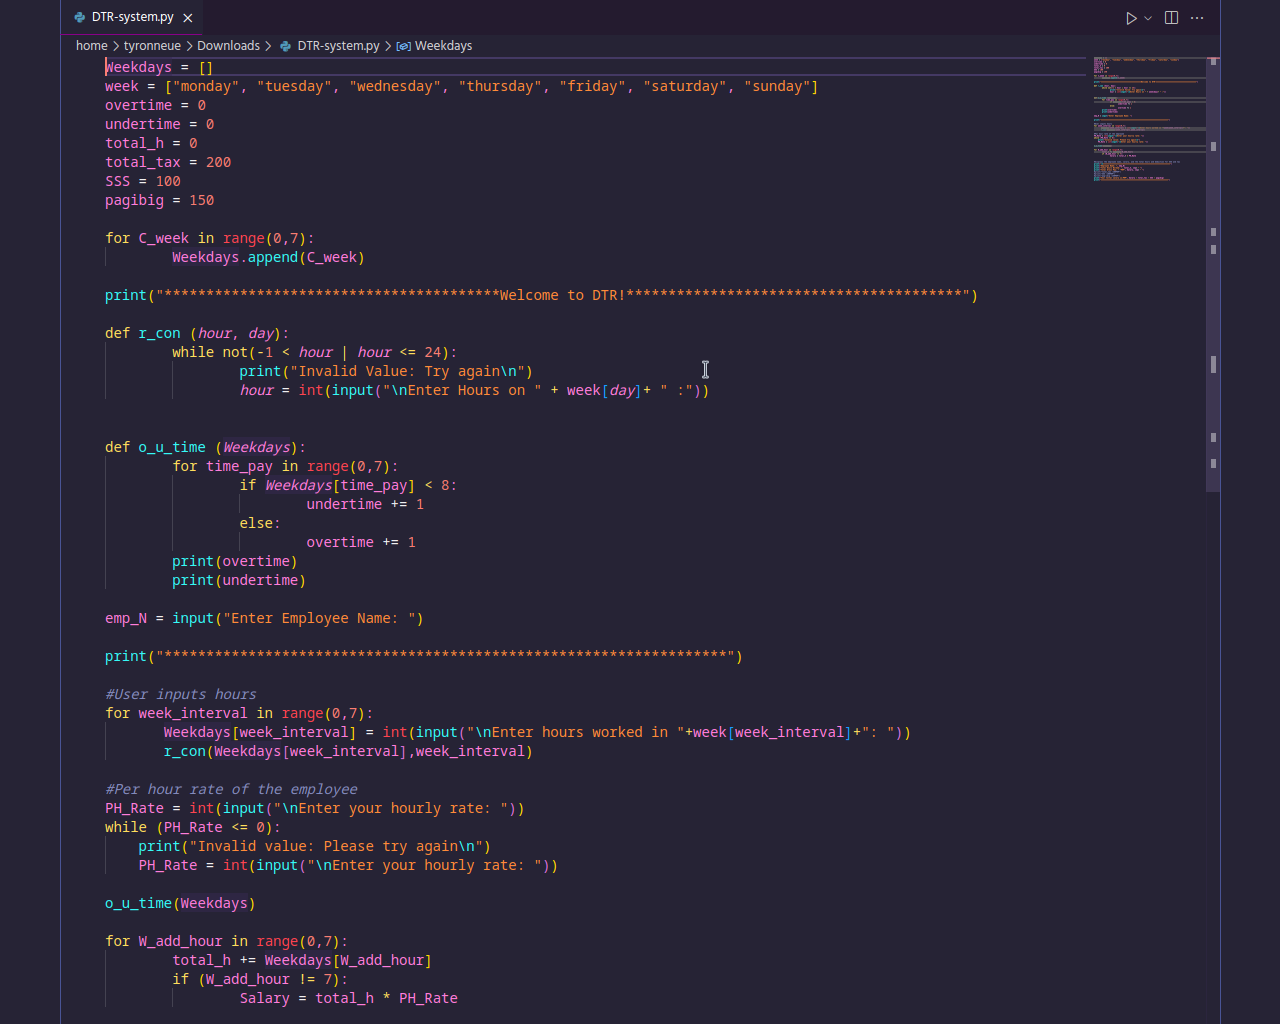 DTR-system.py
home > tyronneue > Downloads > DTR-system.py > Weekdays
Weekdays = []
week = ["monday", "tuesday", "wednesday", "thursday", "friday", "saturday", "sunday"]
overtime = 0
undertime = 0
total_h = 0
total_tax = 200
SSS = 100
pagibig = 150
for C_week in range(0,7):
        Weekdays.append(C_week)
print("****************************************Welcome to DTR!****************************************")
def r_con (hour, day):
        while not(-1 < hour | hour <= 24):
                print("Invalid Value: Try again\n")
                hour = int(input("\nEnter Hours on " + week[day]+ " :"))
def o_u_time (Weekdays):
        for time_pay in range(0,7):
                if Weekdays[time_pay] < 8:
                        undertime += 1
                else:
                        overtime += 1
        print(overtime)
        print(undertime)
emp_N = input("Enter Employee Name: ")
print("*******************************************************************")
#User inputs hours
for week_interval in range(0,7):
       Weekdays[week_interval] = int(input("\nEnter hours worked in "+week[week_interval]+": "))
       r_con(Weekdays[week_interval],week_interval)
#Per hour rate of the employee
PH_Rate = int(input("\nEnter your hourly rate: "))
while (PH_Rate <= 0):
    print("Invalid value: Please try again\n")
    PH_Rate = int(input("\nEnter your hourly rate: "))
o_u_time(Weekdays)
for W_add_hour in range(0,7):
        total_h += Weekdays[W_add_hour]
        if (W_add_hour != 7):
                Salary = total_h * PH_Rate